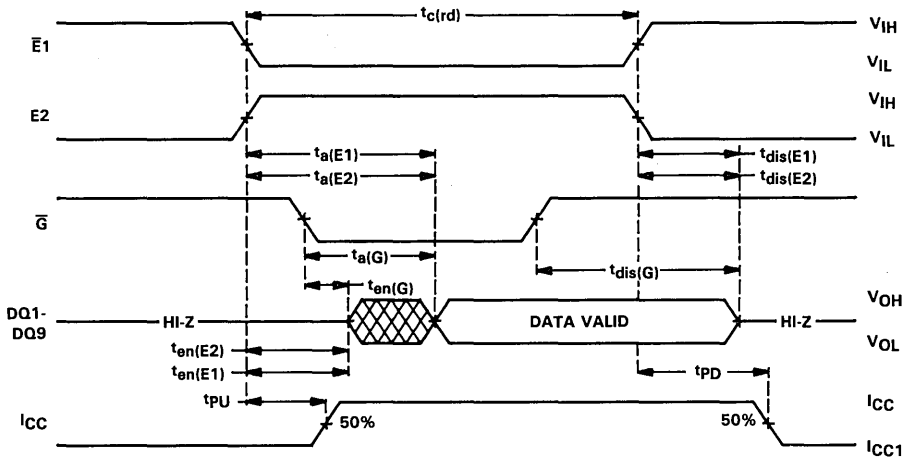 tc(rd)
E̅1
VIH
VIL
E2
VIH
VIL
ta(E1)
tdis(E1)
ta(E2)
tdis(E2)
G̅
ta(G)
tdis(G)
ten(G)
DQ1-
DQ9
HI-Z
DATA VALID
HI-Z
VOH
VOL
ten(E2)
ten(E1)
tPD
tPU
ICC
50%
50%
ICC
ICC1